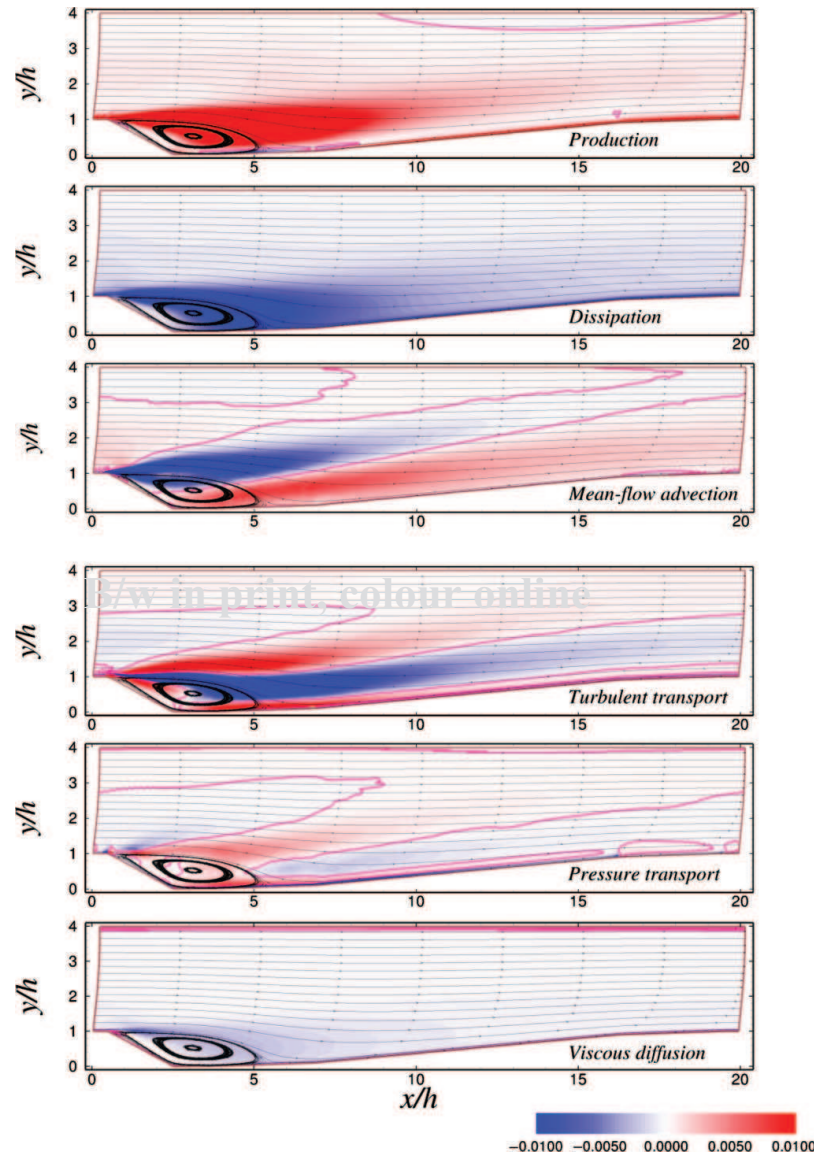 4
3
2
1
0
y/h
Production
0 5 10 15 20
4
3
2
1
0
y/h
Dissipation
0 5 10 15 20
4
3
2
1
0
y/h
Mean-flow advection
0 5 10 15 20
B/w in print, colour online
4
3
2
1
0
y/h
Turbulent transport
0 5 10 15 20
4
3
2
1
0
y/h
Pressure transport
0 5 10 15 20
4
3
2
1
0
y/h
Viscous diffusion
0 5 10 15 20
x/h
−0.0100 −0.0050 0.0000 0.0050 0.0100